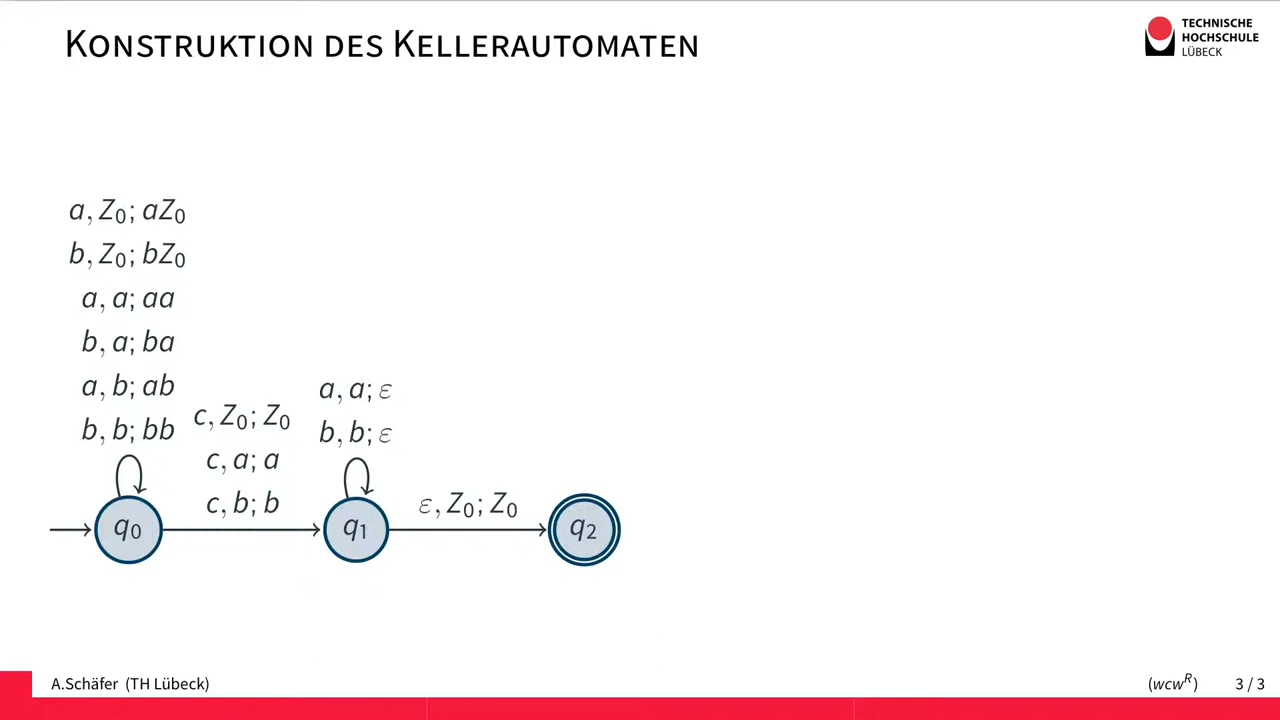 KONSTRUKTION DES KELLERAUTOMATEN
TECHNISCHE
HOCHSCHULE
LÜBECK
a, Z₀; aZ₀
b, Z₀; bZ₀
a, a; aa
b, a; ba
a, b; ab
b, b; bb
c, Z₀; Z₀
c, a; a
c, b; b
a, a; ε
b, b; ε
ε, Z₀; Z₀
q₀
q₁
q₂
A.Schäfer (TH Lübeck)
(wcwᴿ)
3 / 3